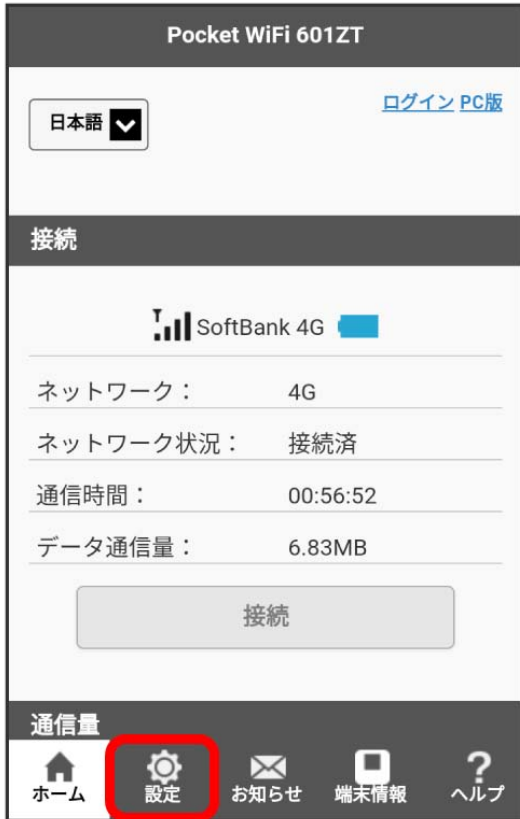 Pocket WiFi 601ZT
ログイン PC版
日本語
接続
SoftBank 4G
ネットワーク： 4G
ネットワーク状況： 接続済
通信時間： 00:56:52
データ通信量： 6.83MB
接続
通信量
ホーム 設定 お知らせ 端末情報 ヘルプ